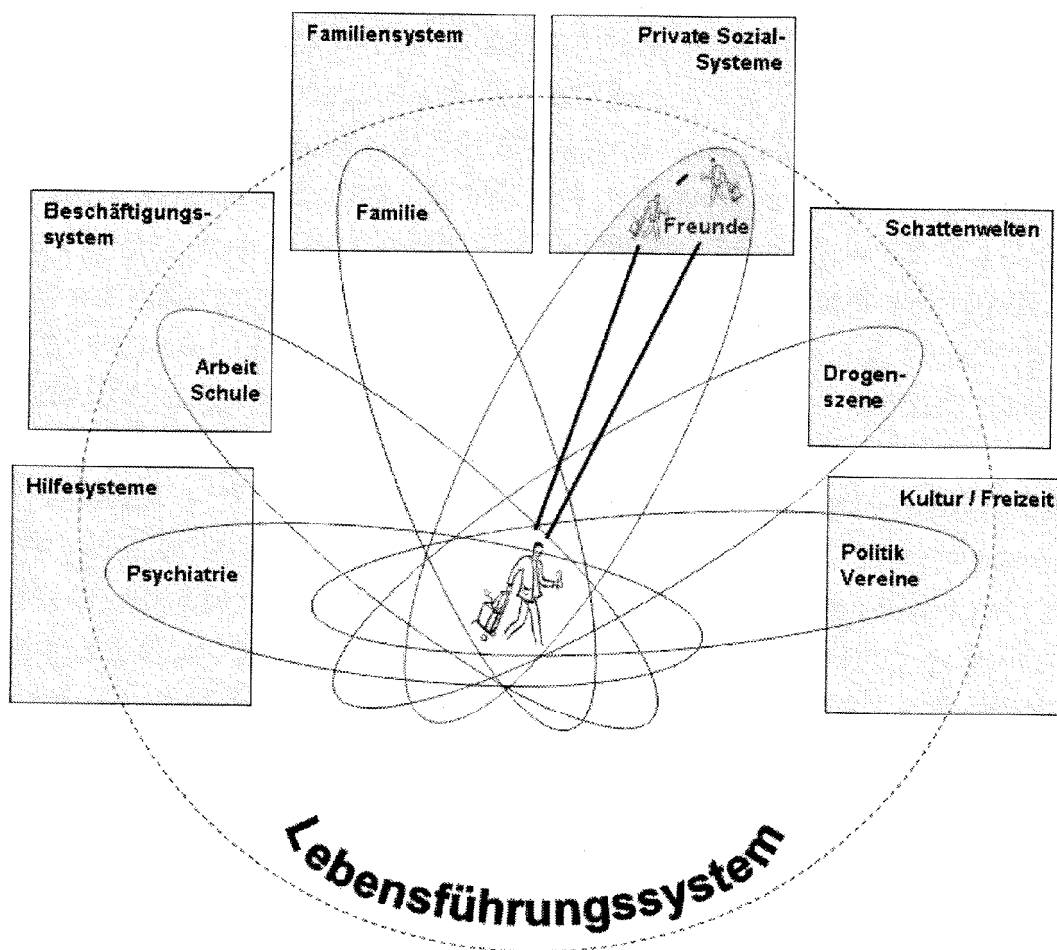 Familiensystem
Familie
Private Sozial-
Systeme
Freunde
Beschäftigungs-
system
Arbeit
Schule
Schattenwelten
Drogen-
szene
Hilfesysteme
Psychiatrie
Kultur / Freizeit
Politik
Vereine
Lebensführungssystem